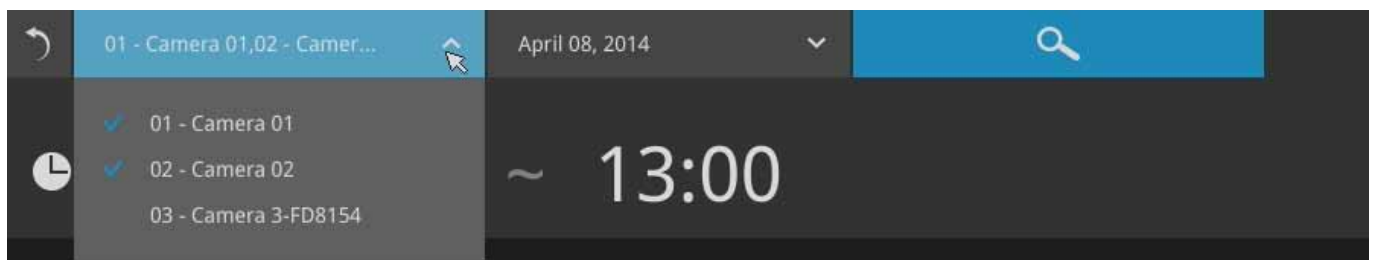 01 - Camera 01,02 - Camer...
April 08, 2014
01 - Camera 01
02 - Camera 02
03 - Camera 3-FD8154
~ 13:00